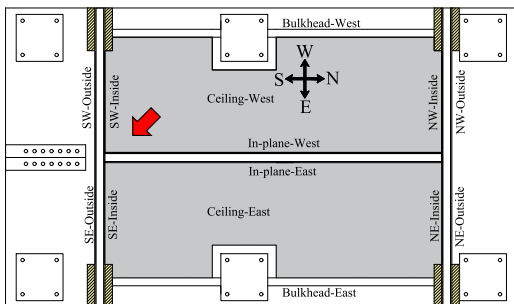 Bulkhead-West
W
S
N
E
SW-Outside
SW-Inside
Ceiling-West
NW-Inside
NW-Outside
In-plane-West
In-plane-East
SE-Outside
SE-Inside
Ceiling-East
NE-Inside
NE-Outside
Bulkhead-East